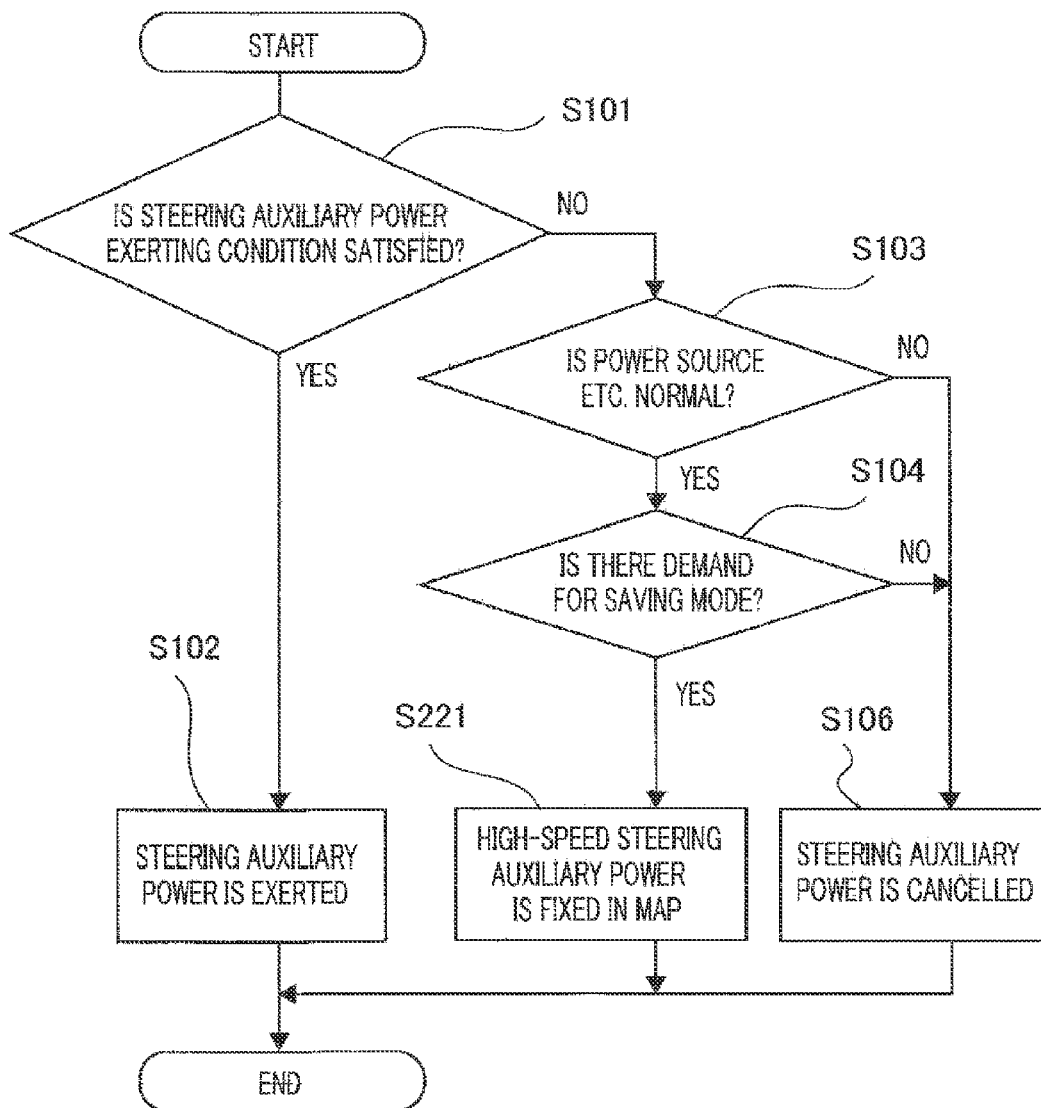 START
S101
IS STEERING AUXILIARY POWER
EXERTING CONDITION SATISFIED?
NO
S103
YES
IS POWER SOURCE
ETC. NORMAL?
NO
YES
S104
IS THERE DEMAND
FOR SAVING MODE?
NO
S102
YES
S221
S106
STEERING AUXILIARY
POWER IS EXERTED
HIGH-SPEED STEERING
AUXILIARY POWER
IS FIXED IN MAP
STEERING AUXILIARY
POWER IS CANCELLED
END